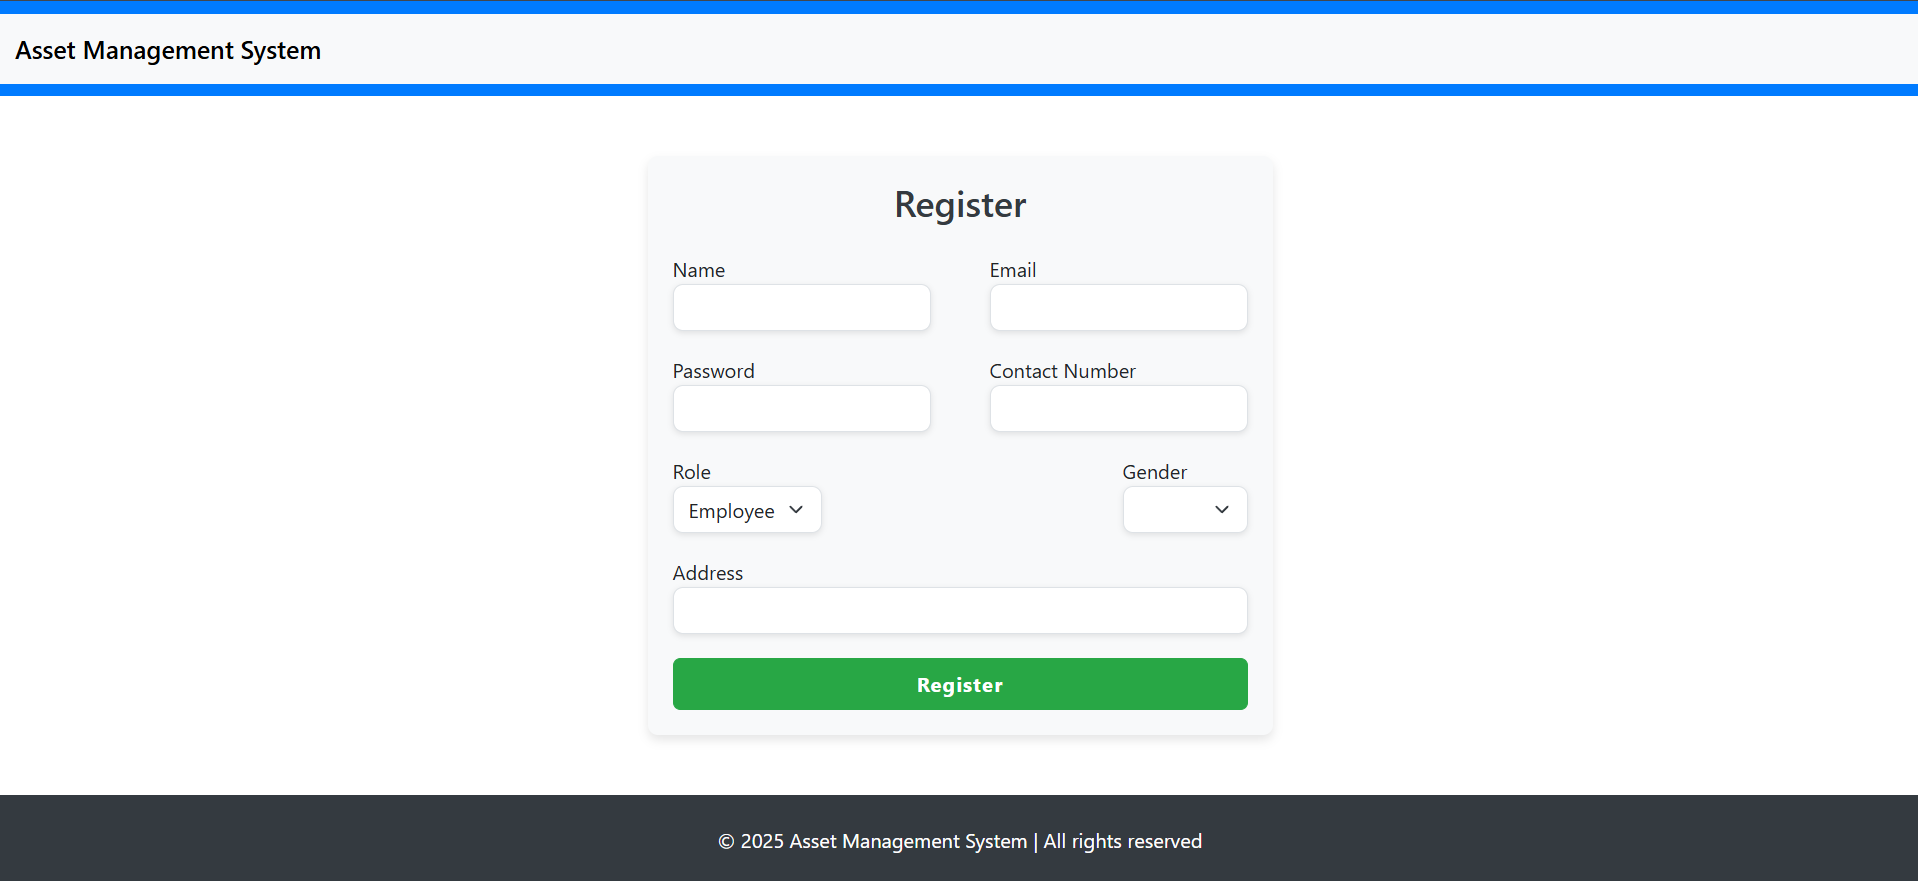 Asset Management System
Register
Name
Email
Password
Contact Number
Role
Gender
Employee
Address
Register
© 2025 Asset Management System | All rights reserved